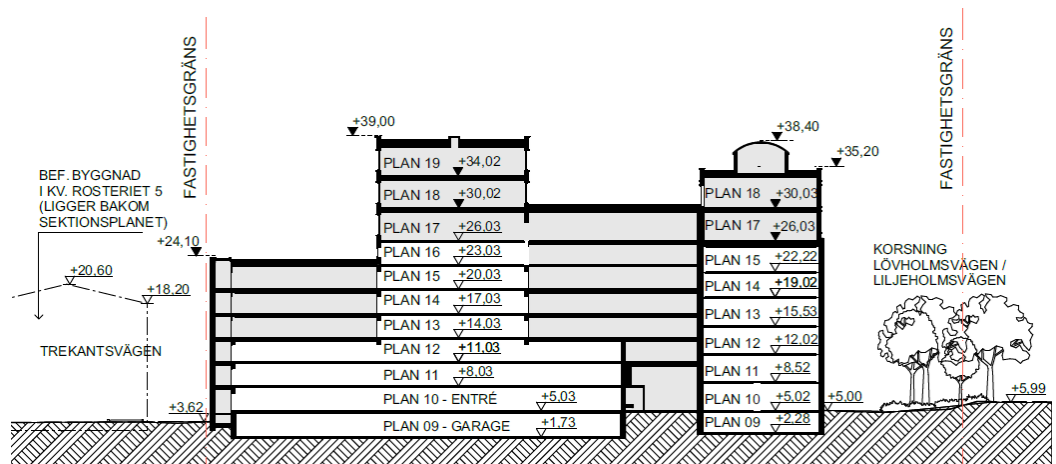 FASTIGHETSGRÄNS
FASTIGHETSGRÄNS
+39,00
+38,40
+35,20
BEF. BYGGNAD
I KV. ROSTERIET 5
(LIGGER BAKOM
SEKTIONSPLANET)
+24,10
+20,60
+18,20
TREKANTSVÄGEN
+3,62
PLAN 19 +34,02
PLAN 18 +30,02
PLAN 17 +26,03
PLAN 16 +23,03
PLAN 15 +20,03
PLAN 14 +17,03
PLAN 13 +14,03
PLAN 12 +11,03
PLAN 11 +8,03
PLAN 10 - ENTRÉ +5,03
PLAN 09 - GARAGE +1,73
PLAN 18 +30,03
PLAN 17 +26,03
PLAN 15 +22,22
PLAN 14 +19,02
PLAN 13 +15,53
PLAN 12 +12,02
PLAN 11 +8,52
PLAN 10 +5,02
PLAN 09 +2,28
+5,00
KORSNING
LÖVHOLMSVÄGEN /
LILJEHOLMSVÄGEN
+5,99